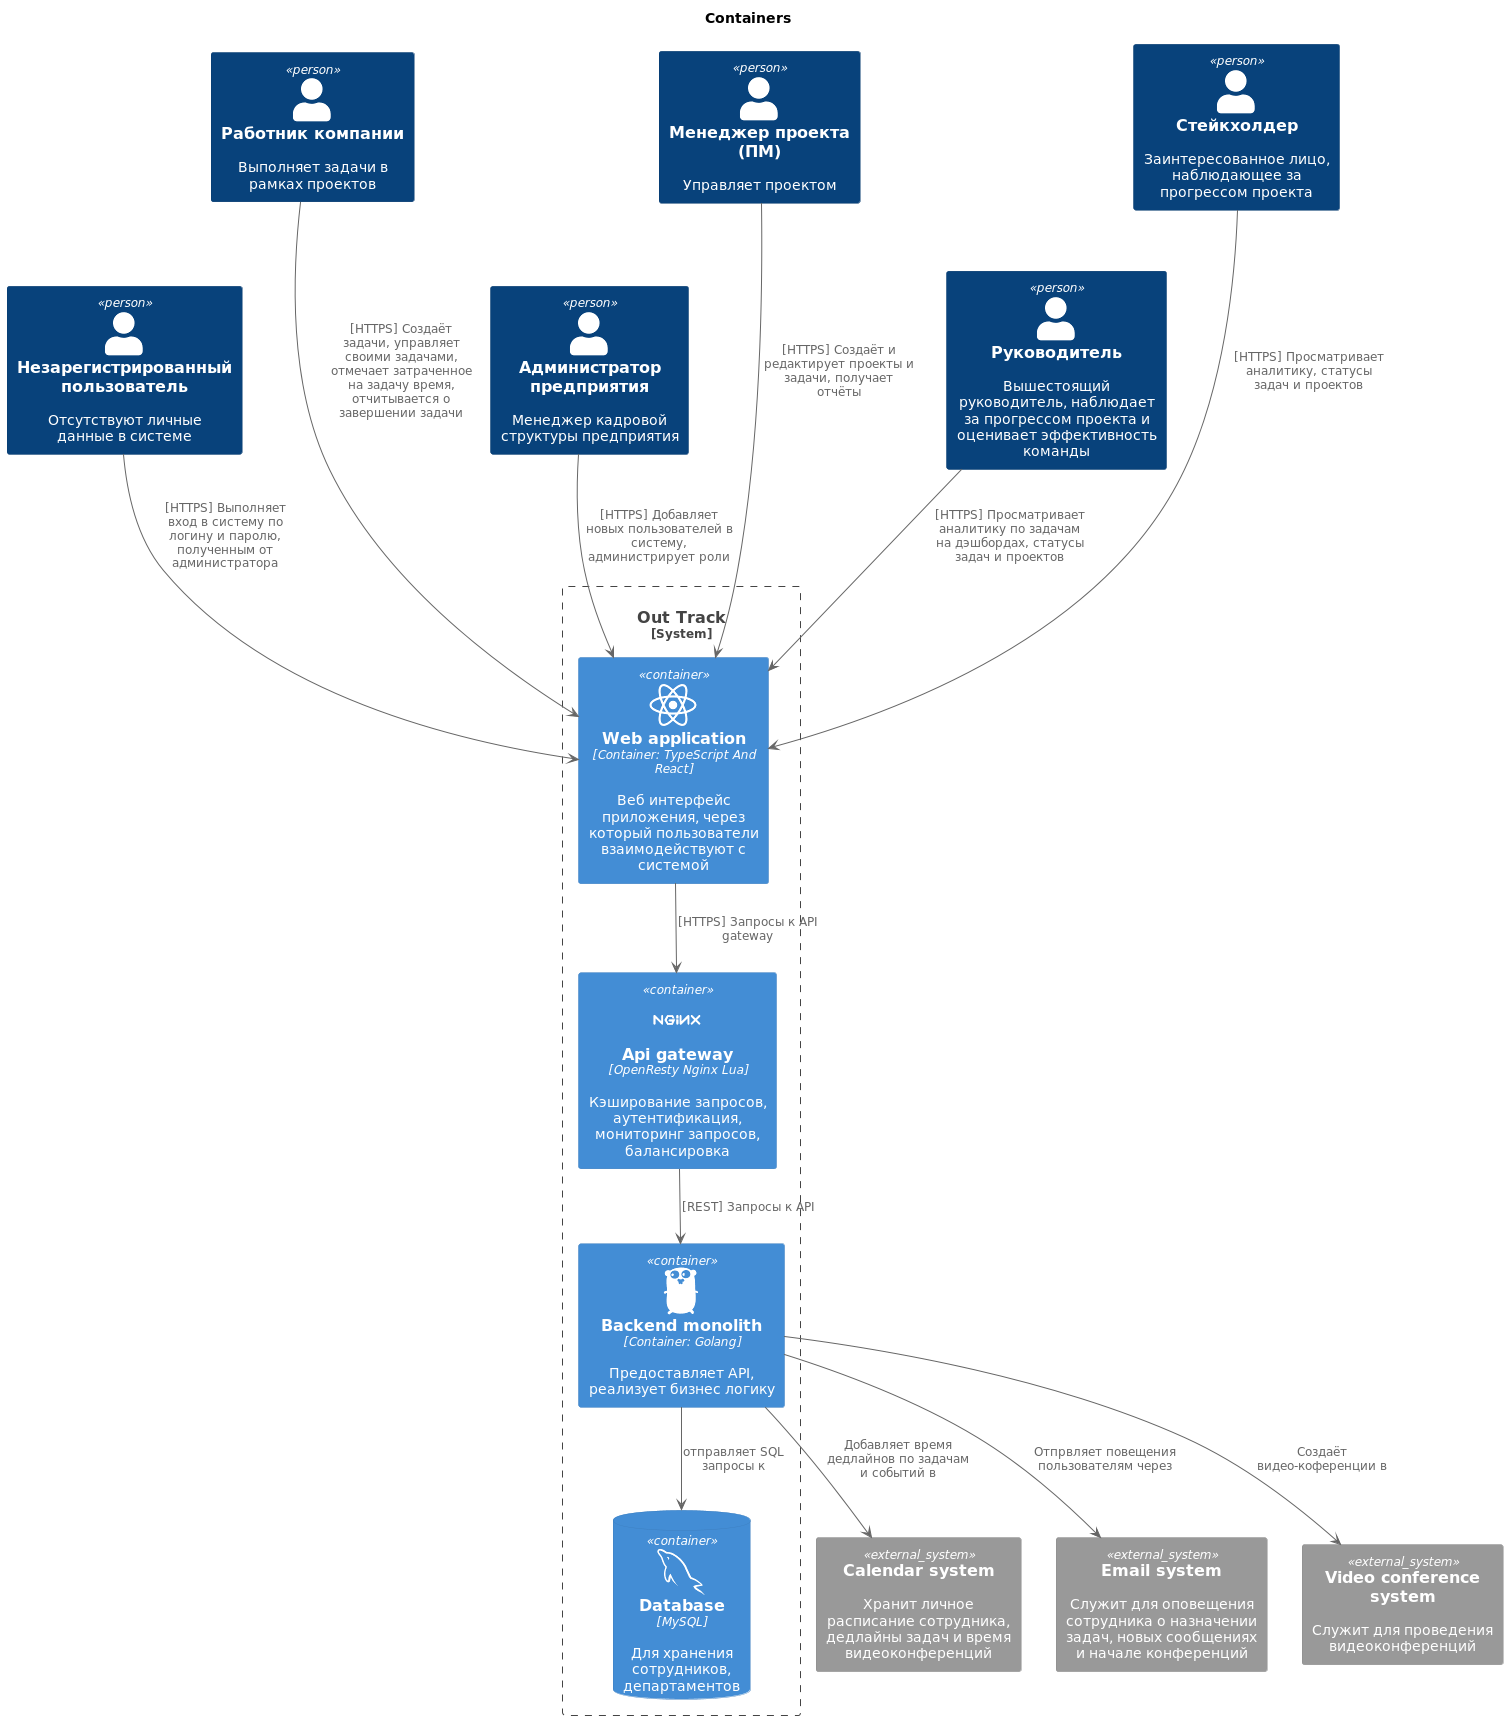 Containers
«person»
Работник компании
Выполняет задачи в
рамках проектов
«person»
Менеджер проекта
(ПМ)
Управляет проектом
«person»
Стейкхолдер
Заинтересованное лицо,
наблюдающее за
прогрессом проекта
«person»
Незарегистрированный
пользователь
Отсутствуют личные
данные в системе
[HTTPS] Создаёт
задачи, управляет
своими задачами,
отмечает затраченное
на задачу время,
отчитывается о
завершении задачи
«person»
Администратор
предприятия
Менеджер кадровой
структуры предприятия
[HTTPS] Создаёт и
редактирует проекты и
задачи, получает
отчёты
«person»
Руководитель
Вышестоящий
руководитель, наблюдает
за прогрессом проекта и
оценивает эффективность
команды
[HTTPS] Просматривает
аналитику, статусы
задач и проектов
[HTTPS] Выполняет
вход в систему по
логину и паролю,
полученным от
администратора
[HTTPS] Добавляет
новых пользователей в
систему,
администрирует роли
[HTTPS] Просматривает
аналитику по задачам
на дэшбордах, статусы
задач и проектов
Out Track
[System]
«container»
Web application
[Container: TypeScript And
React]
Веб интерфейс
приложения, через
который пользователи
взаимодействуют с
системой
[HTTPS] Запросы к API
gateway
«container»
NGINX
Api gateway
[OpenResty Nginx Lua]
Кэширование запросов,
аутентификация,
мониторинг запросов,
балансировка
[REST] Запросы к API
«container»
Backend monolith
[Container: Golang]
Предоставляет API,
реализует бизнес логику
отправляет SQL
запросы к
Добавляет время
дедлайнов по задачам
и событий в
Отпрвляет повещения
пользователям через
Создаёт
видео-коференции в
«container»
Database
[MySQL]
Для хранения
сотрудников,
департаментов
«external_system»
Calendar system
Хранит личное
расписание сотрудника,
дедлайны задач и время
видеоконференций
«external_system»
Email system
Служит для оповещения
сотрудника о назначении
задач, новых сообщениях
и начале конференций
«external_system»
Video conference
system
Служит для проведения
видеоконференций